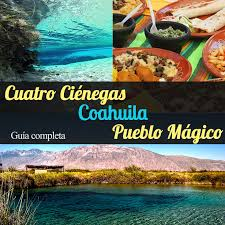 Cuatro Ciénegas
Coahuila
Guía completa
Pueblo Mágico